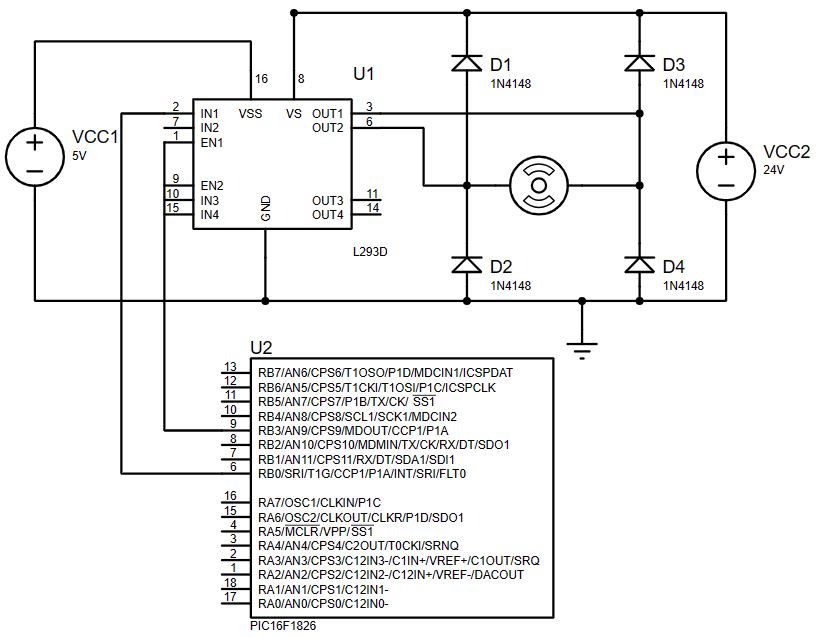 U1
16
8
VCC1
5V
2 IN1 VSS VS OUT1 3
7 IN2 OUT2 6
1 EN1
9 EN2
10 IN3 OUT3 11
15 IN4 OUT4 14
GND
L293D
D1
1N4148
D3
1N4148
VCC2
24V
D2
1N4148
D4
1N4148
U2
13 RB7/AN6/CPS6/T1OSO/P1D/MDCIN1/ICSPDAT
12 RB6/AN5/CPS5/T1CKI/T1OSI/P1C/ICSPCLK
11 RB5/AN7/CPS7/P1B/TX/CK/ SS1
10 RB4/AN8/CPS8/SCL1/SCK1/MDCIN2
9 RB3/AN9/CPS9/MDOUT/CCP1/P1A
8 RB2/AN10/CPS10/MDMIN/TX/CK/RX/DT/SDO1
7 RB1/AN11/CPS11/RX/DT/SDA1/SDI1
6 RB0/SRI/T1G/CCP1/P1A/INT/SRI/FLT0
16 RA7/OSC1/CLKIN/P1C
15 RA6/OSC2/CLKOUT/CLKR/P1D/SDO1
4 RA5/MCLR/VPP/SS1
3 RA4/AN4/CPS4/C2OUT/T0CKI/SRNQ
2 RA3/AN3/CPS3/C12IN3-/C1IN+/VREF+/C1OUT/SRQ
1 RA2/AN2/CPS2/C12IN2-/C12IN+/VREF-/DACOUT
18 RA1/AN1/CPS1/C12IN1-
17 RA0/AN0/CPS0/C12IN0-
PIC16F1826